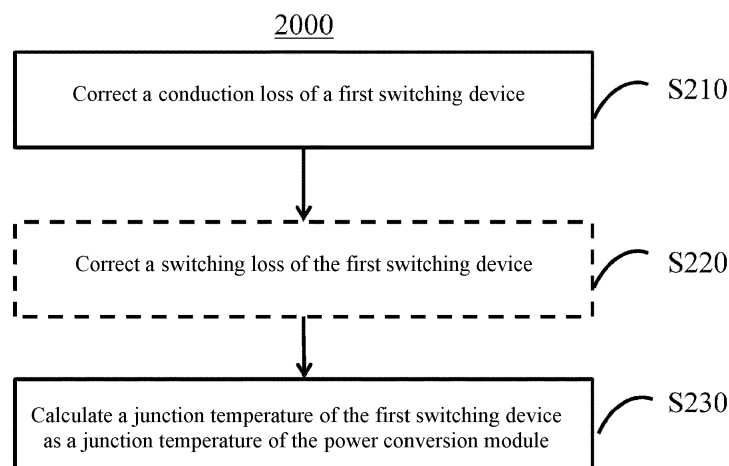 2000
Correct a conduction loss of a first switching device
S210
Correct a switching loss of the first switching device
S220
Calculate a junction temperature of the first switching device
as a junction temperature of the power conversion module
S230